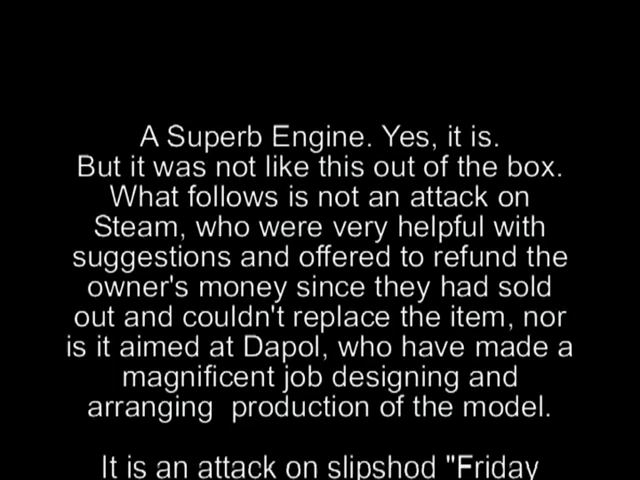 A Superb Engine. Yes, it is.
But it was not like this out of the box.
What follows is not an attack on
Steam, who were very helpful with
suggestions and offered to refund the
owner's money since they had sold
out and couldn't replace the item, nor
is it aimed at Dapol, who have made a
magnificent job designing and
arranging  production of the model.
It is an attack on slipshod "Friday